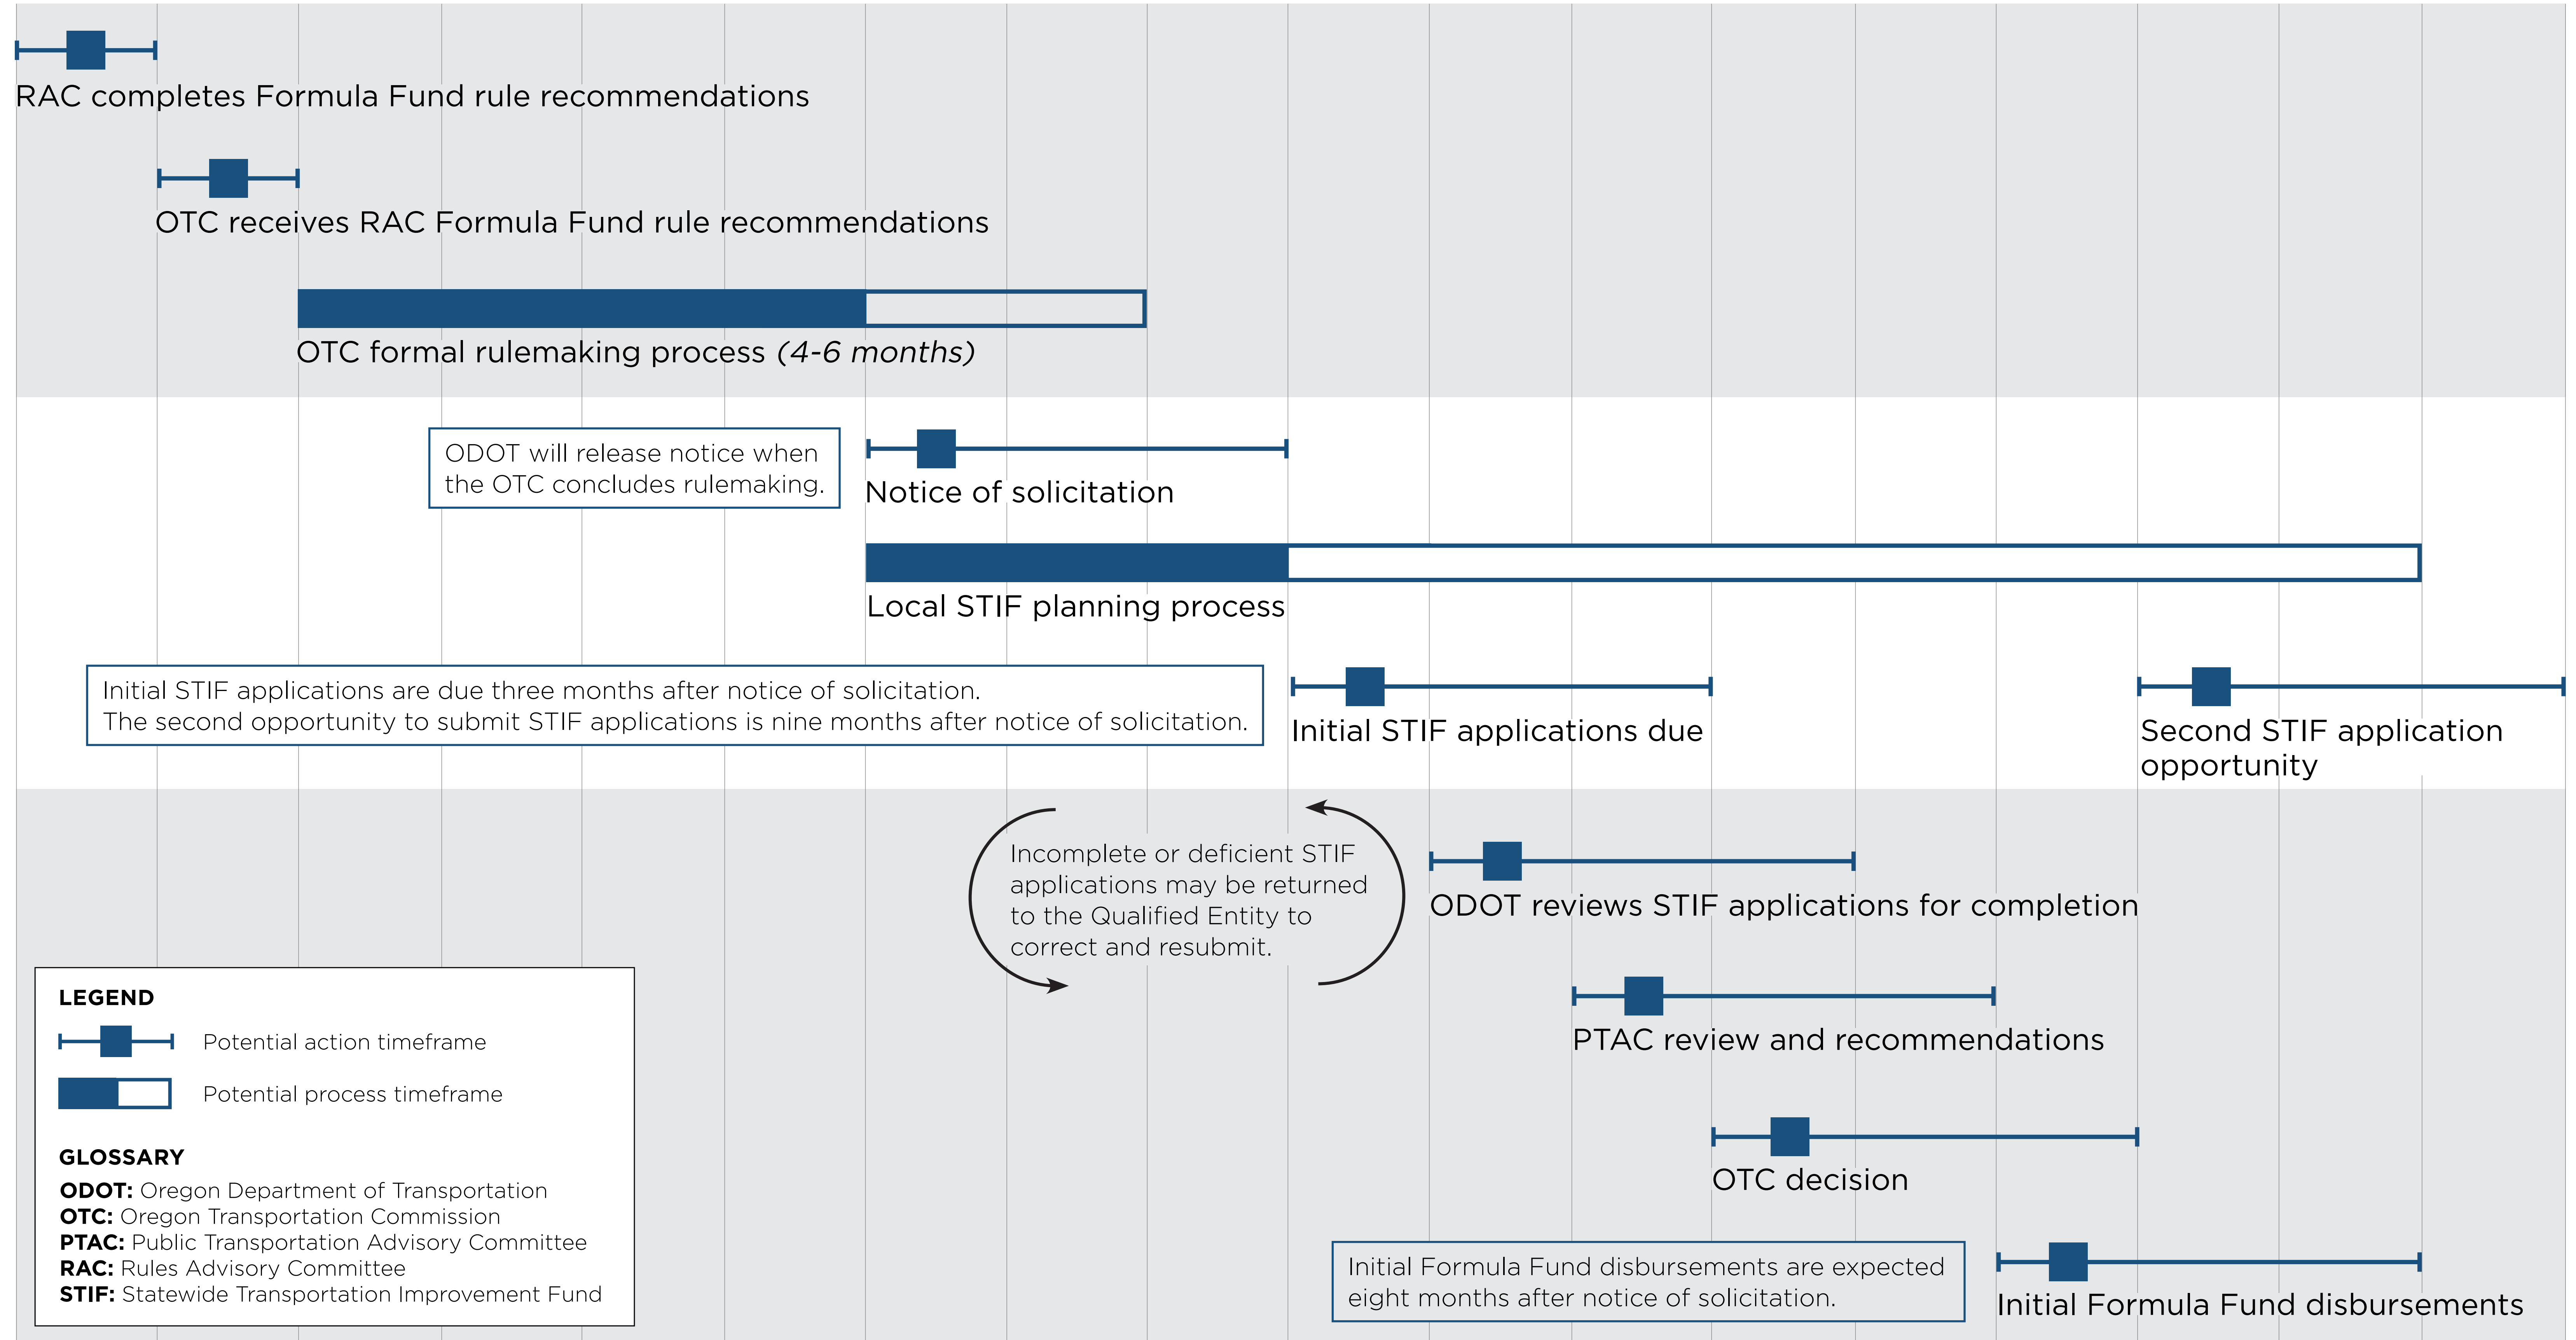 RAC completes Formula Fund rule recommendations
OTC receives RAC Formula Fund rule recommendations
OTC formal rulemaking process (4-6 months)
ODOT will release notice when
the OTC concludes rulemaking.
Notice of solicitation
Local STIF planning process
Initial STIF applications are due three months after notice of solicitation.
The second opportunity to submit STIF applications is nine months after notice of solicitation.
Initial STIF applications due
Second STIF application
opportunity
Incomplete or deficient STIF
applications may be returned
to the Qualified Entity to
correct and resubmit.
ODOT reviews STIF applications for completion
PTAC review and recommendations
OTC decision
Initial Formula Fund disbursements are expected
eight months after notice of solicitation.
Initial Formula Fund disbursements
LEGEND
Potential action timeframe
Potential process timeframe
GLOSSARY
ODOT: Oregon Department of Transportation
OTC: Oregon Transportation Commission
PTAC: Public Transportation Advisory Committee
RAC: Rules Advisory Committee
STIF: Statewide Transportation Improvement Fund